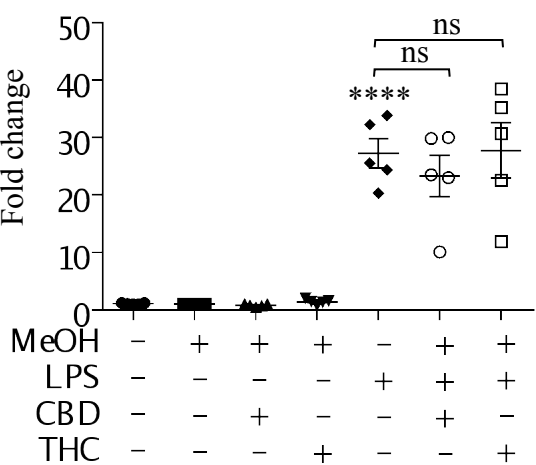 Fold change
50
40
30
20
10
0
ns
ns
****
MeOH − + + + − + +
LPS − − − − + + +
CBD − − + − − + −
THC − − − + − − +